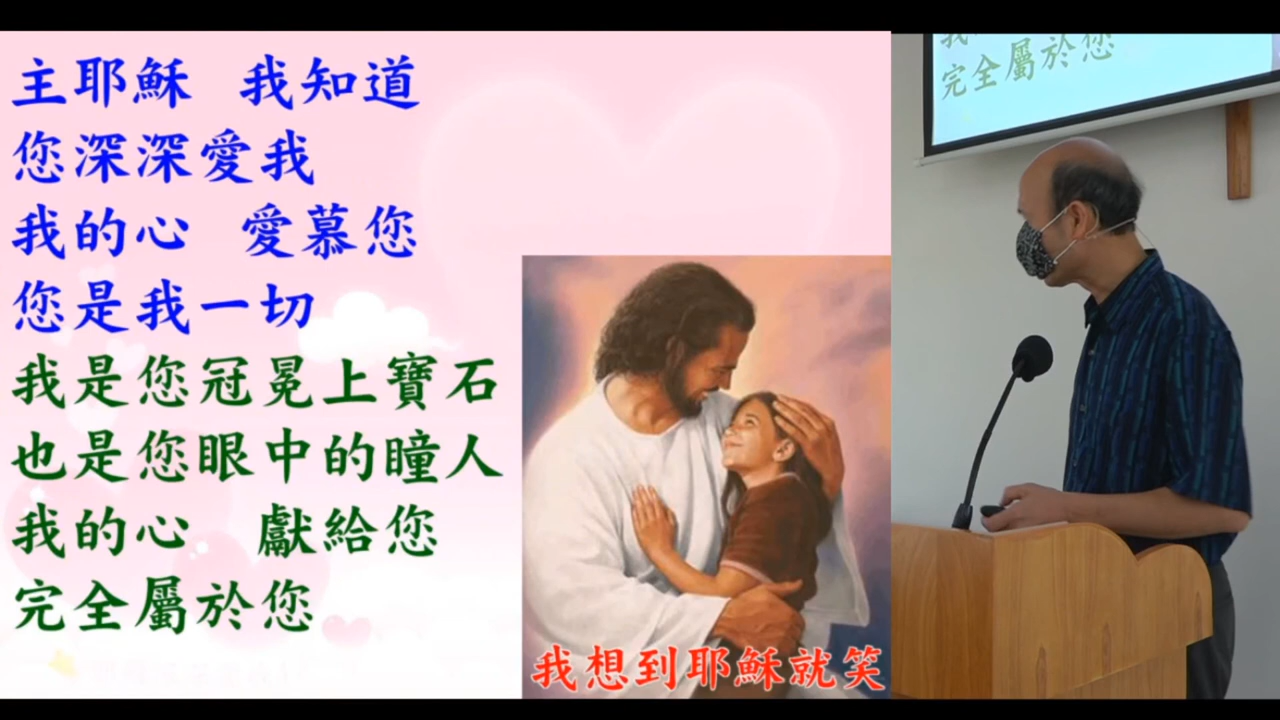 主耶穌 我知道
您深深愛我
我的心 愛慕您
您是我一切
我是您冠冕上寶石
也是您眼中的瞳人
我的心 獻給您
完全屬於您
我想到耶穌就笑
完全屬於您